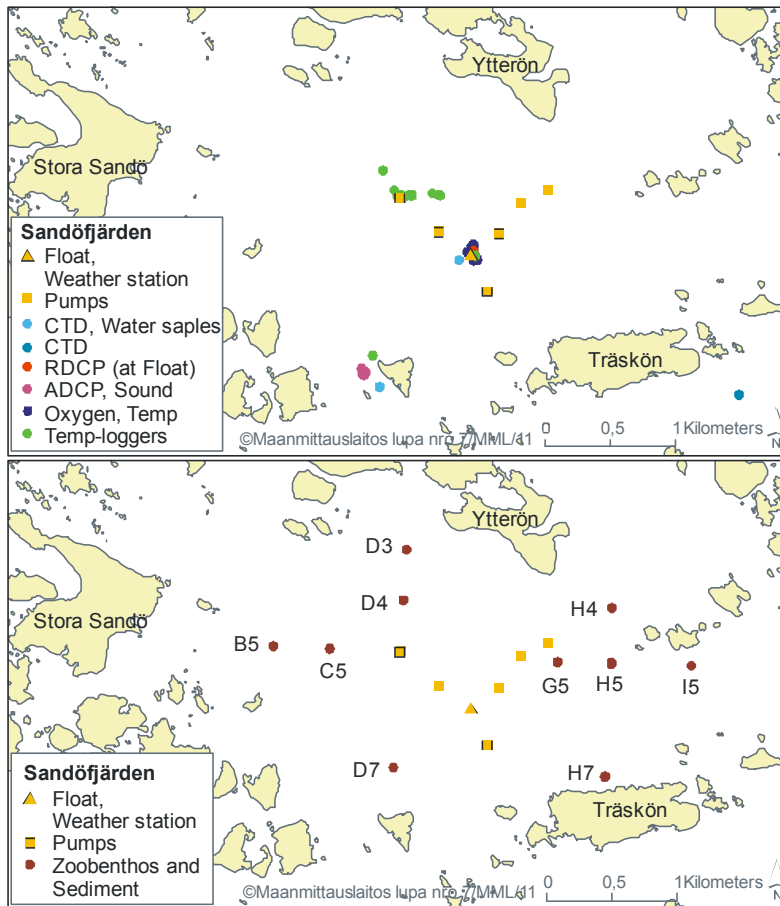 Ytterön
Stora Sandö
Sandöfjärden
Float,
Weather station
Pumps
CTD, Water saples
CTD
RDCP (at Float)
ADCP, Sound
Oxygen, Temp
Temp-loggers
Träskön
©Maanmittauslaitos lupa nro 7/MML/11
0 0,5 1 Kilometers
N
Ytterön
D3
D4
H4
Stora Sandö
B5
C5
G5
H5
I5
D7
H7
Sandöfjärden
Float,
Weather station
Pumps
Zoobenthos and
Sediment
Träskön
©Maanmittauslaitos lupa nro 7/MML/11
0 0,5 1 Kilometers
N